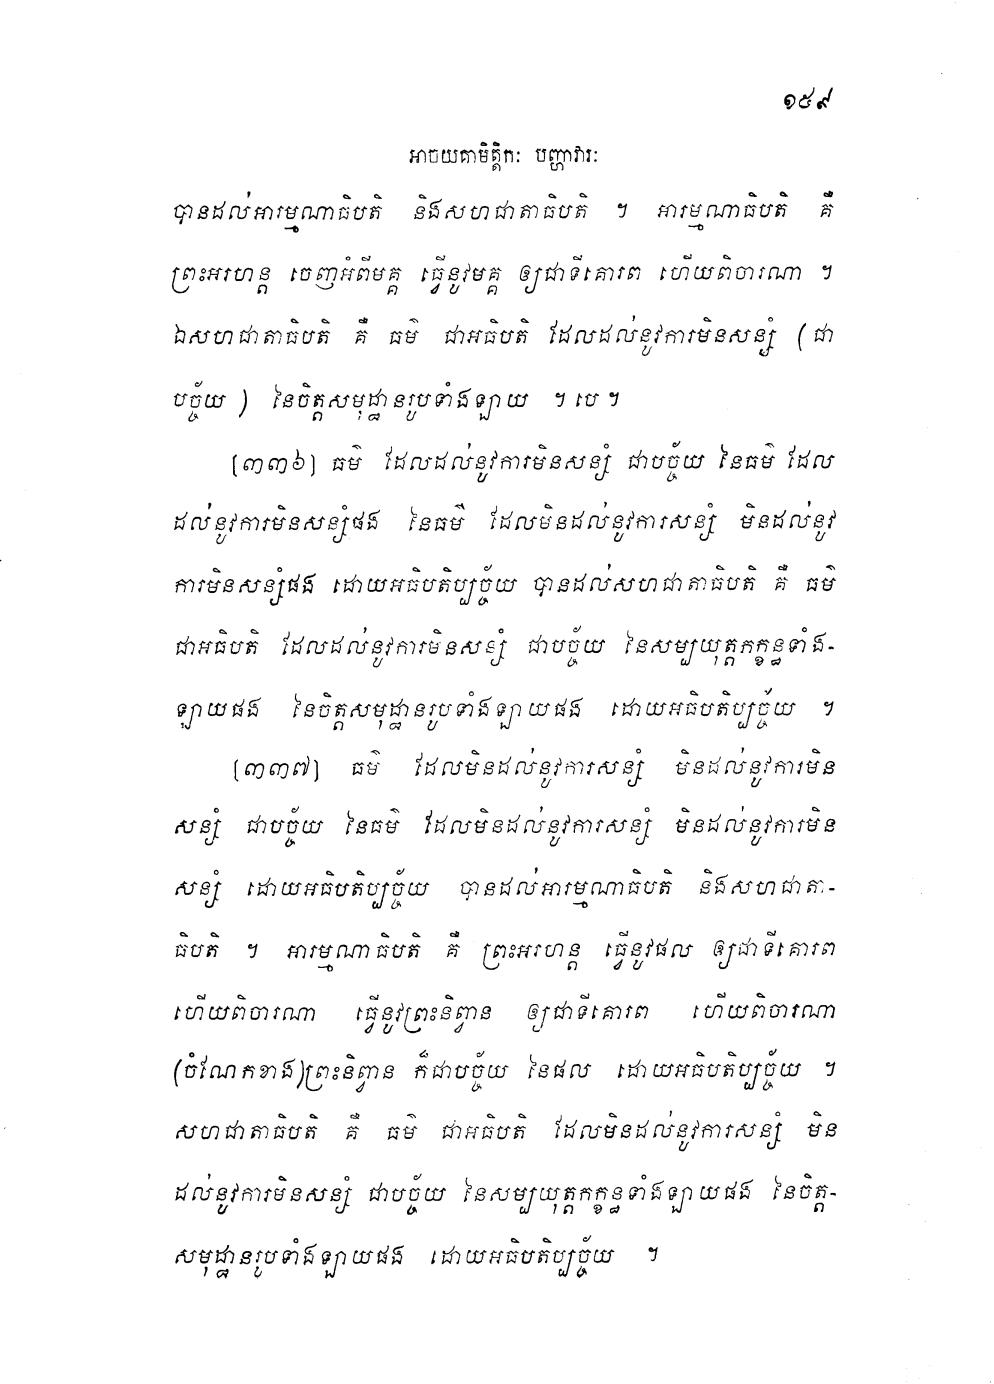 ១៥៩
អាចយគាមិត្តិកៈ បញ្ហាវារៈ
បានដល់អារម្មណាធិបតិ និងសហជាតាធិបតិ ។ អារម្មណាធិបតិ គឺ
ព្រះអរហន្ត ចេញអំពីមគ្គ ធ្វើនូវមគ្គ ឲ្យជាទីគោរព ហើយពិចារណា ។
ឯសហជាតាធិបតិ គឺ ធម៌ ជាអធិបតិ ដែលដល់នូវការមិនសន្សំ (ជា
បច្ច័យ ) នៃចិត្តសមុដ្ឋានរូបទាំងឡាយ ។ បេ ។
[៣៣៦] ធម៌ ដែលដល់នូវការមិនសន្សំ ជាបច្ច័យ នៃធម៌ ដែល
ដល់នូវការមិនសន្សំផង នៃធម៌ ដែលមិនដល់នូវការសន្សំ មិនដល់នូវ
ការមិនសន្សំផង ដោយអធិបតិប្បច្ច័យ បានដល់សហជាតាធិបតិ គឺ ធម៌
ជាអធិបតិ ដែលដល់នូវការមិនសន្សំ ជាបច្ច័យ នៃសម្បយុត្តកក្ខន្ធទាំង-
ឡាយផង នៃចិត្តសមុដ្ឋានរូបទាំងឡាយផង ដោយអធិបតិប្បច្ច័យ ។
[៣៣៧] ធម៌ ដែលមិនដល់នូវការសន្សំ មិនដល់នូវការមិន
សន្សំ ជាបច្ច័យ នៃធម៌ ដែលមិនដល់នូវការសន្សំ មិនដល់នូវការមិន
សន្សំ ដោយអធិបតិប្បច្ច័យ បានដល់អារម្មណាធិបតិ និងសហជាតា-
ធិបតិ ។ អារម្មណាធិបតិ គឺ ព្រះអរហន្ត ធ្វើនូវផល ឲ្យជាទីគោរព
ហើយពិចារណា ធ្វើនូវព្រះនិព្វាន ឲ្យជាទីគោរព ហើយពិចារណា
(ចំណែកខាង)ព្រះនិព្វាន ក៏ជាបច្ច័យ នៃផល ដោយអធិបតិប្បច្ច័យ ។
សហជាតាធិបតិ គឺ ធម៌ ជាអធិបតិ ដែលមិនដល់នូវការសន្សំ មិន
ដល់នូវការមិនសន្សំ ជាបច្ច័យ នៃសម្បយុត្តកក្ខន្ធទាំងឡាយផង នៃចិត្ត-
សមុដ្ឋានរូបទាំងឡាយផង ដោយអធិបតិប្បច្ច័យ ។